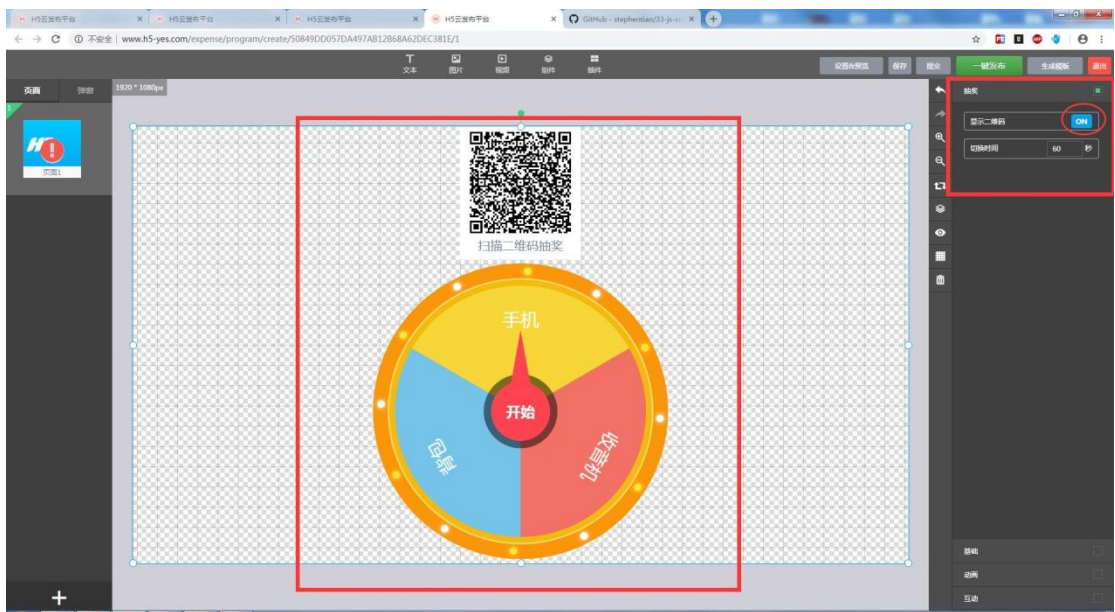 H5云发布平台
H5云发布平台
H5云发布平台
H5云发布平台
GitHub - stephentian/33-js-co
不安全 | www.h5-yes.com/expense/program/create/50849DD057DA497AB12B68A62DEC381E/1
文本
图片
视频
组件
插件
设置&预览
保存
提交
一键发布
生成模版
退出
页面
弹窗
1920 * 1080px
抽奖
1
显示二维码
ON
切换时间
60
秒
页面1
扫描二维码抽奖
手机
开始
背包
收音机
基础
动画
互动